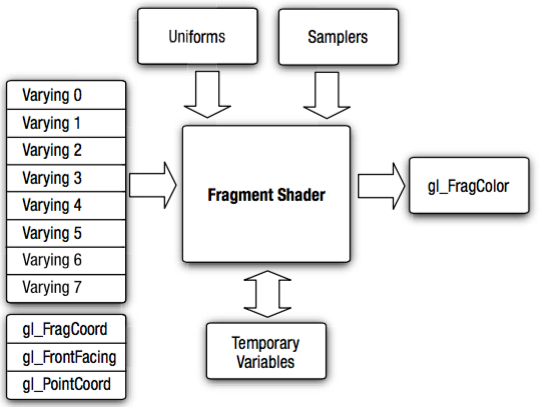 Uniforms
Samplers
Varying 0
Varying 1
Varying 2
Varying 3
Varying 4
Varying 5
Varying 6
Varying 7
Fragment Shader
gl_FragColor
gl_FragCoord
gl_FrontFacing
gl_PointCoord
Temporary
Variables